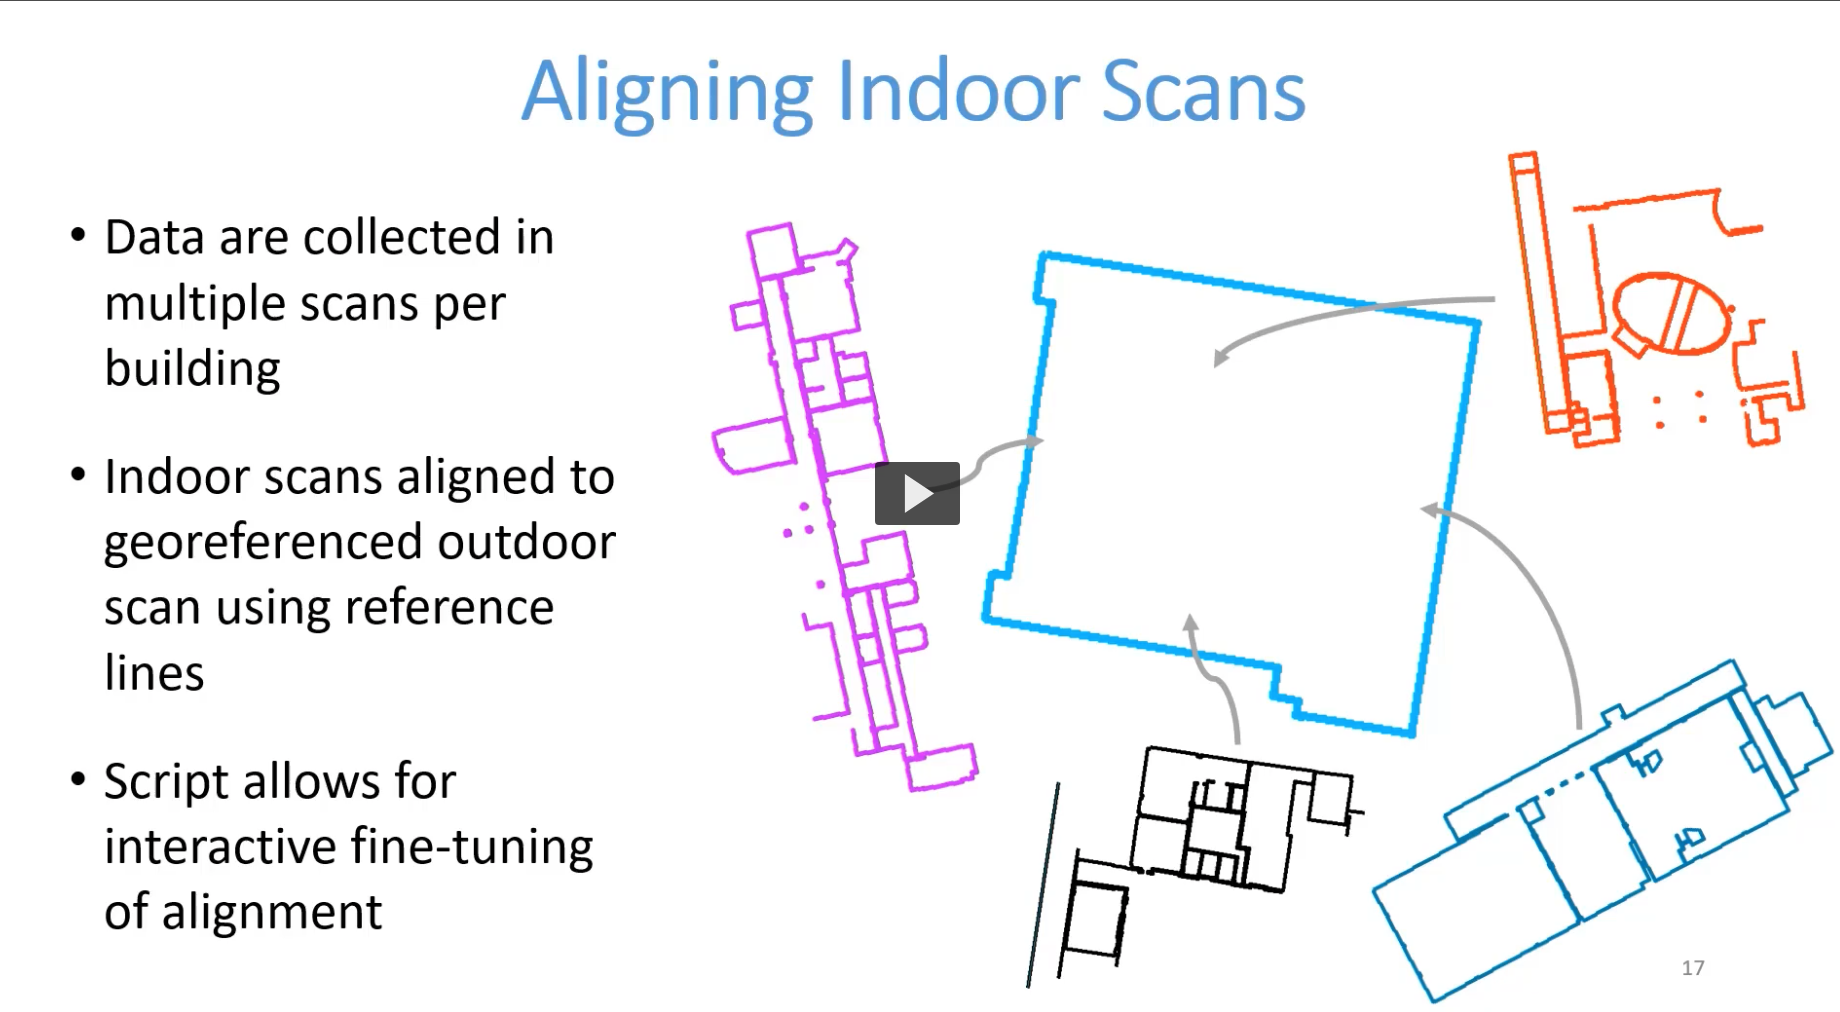 Aligning Indoor Scans
• Data are collected in
multiple scans per
building
• Indoor scans aligned to
georeferenced outdoor
scan using reference
lines
• Script allows for
interactive fine-tuning
of alignment
17